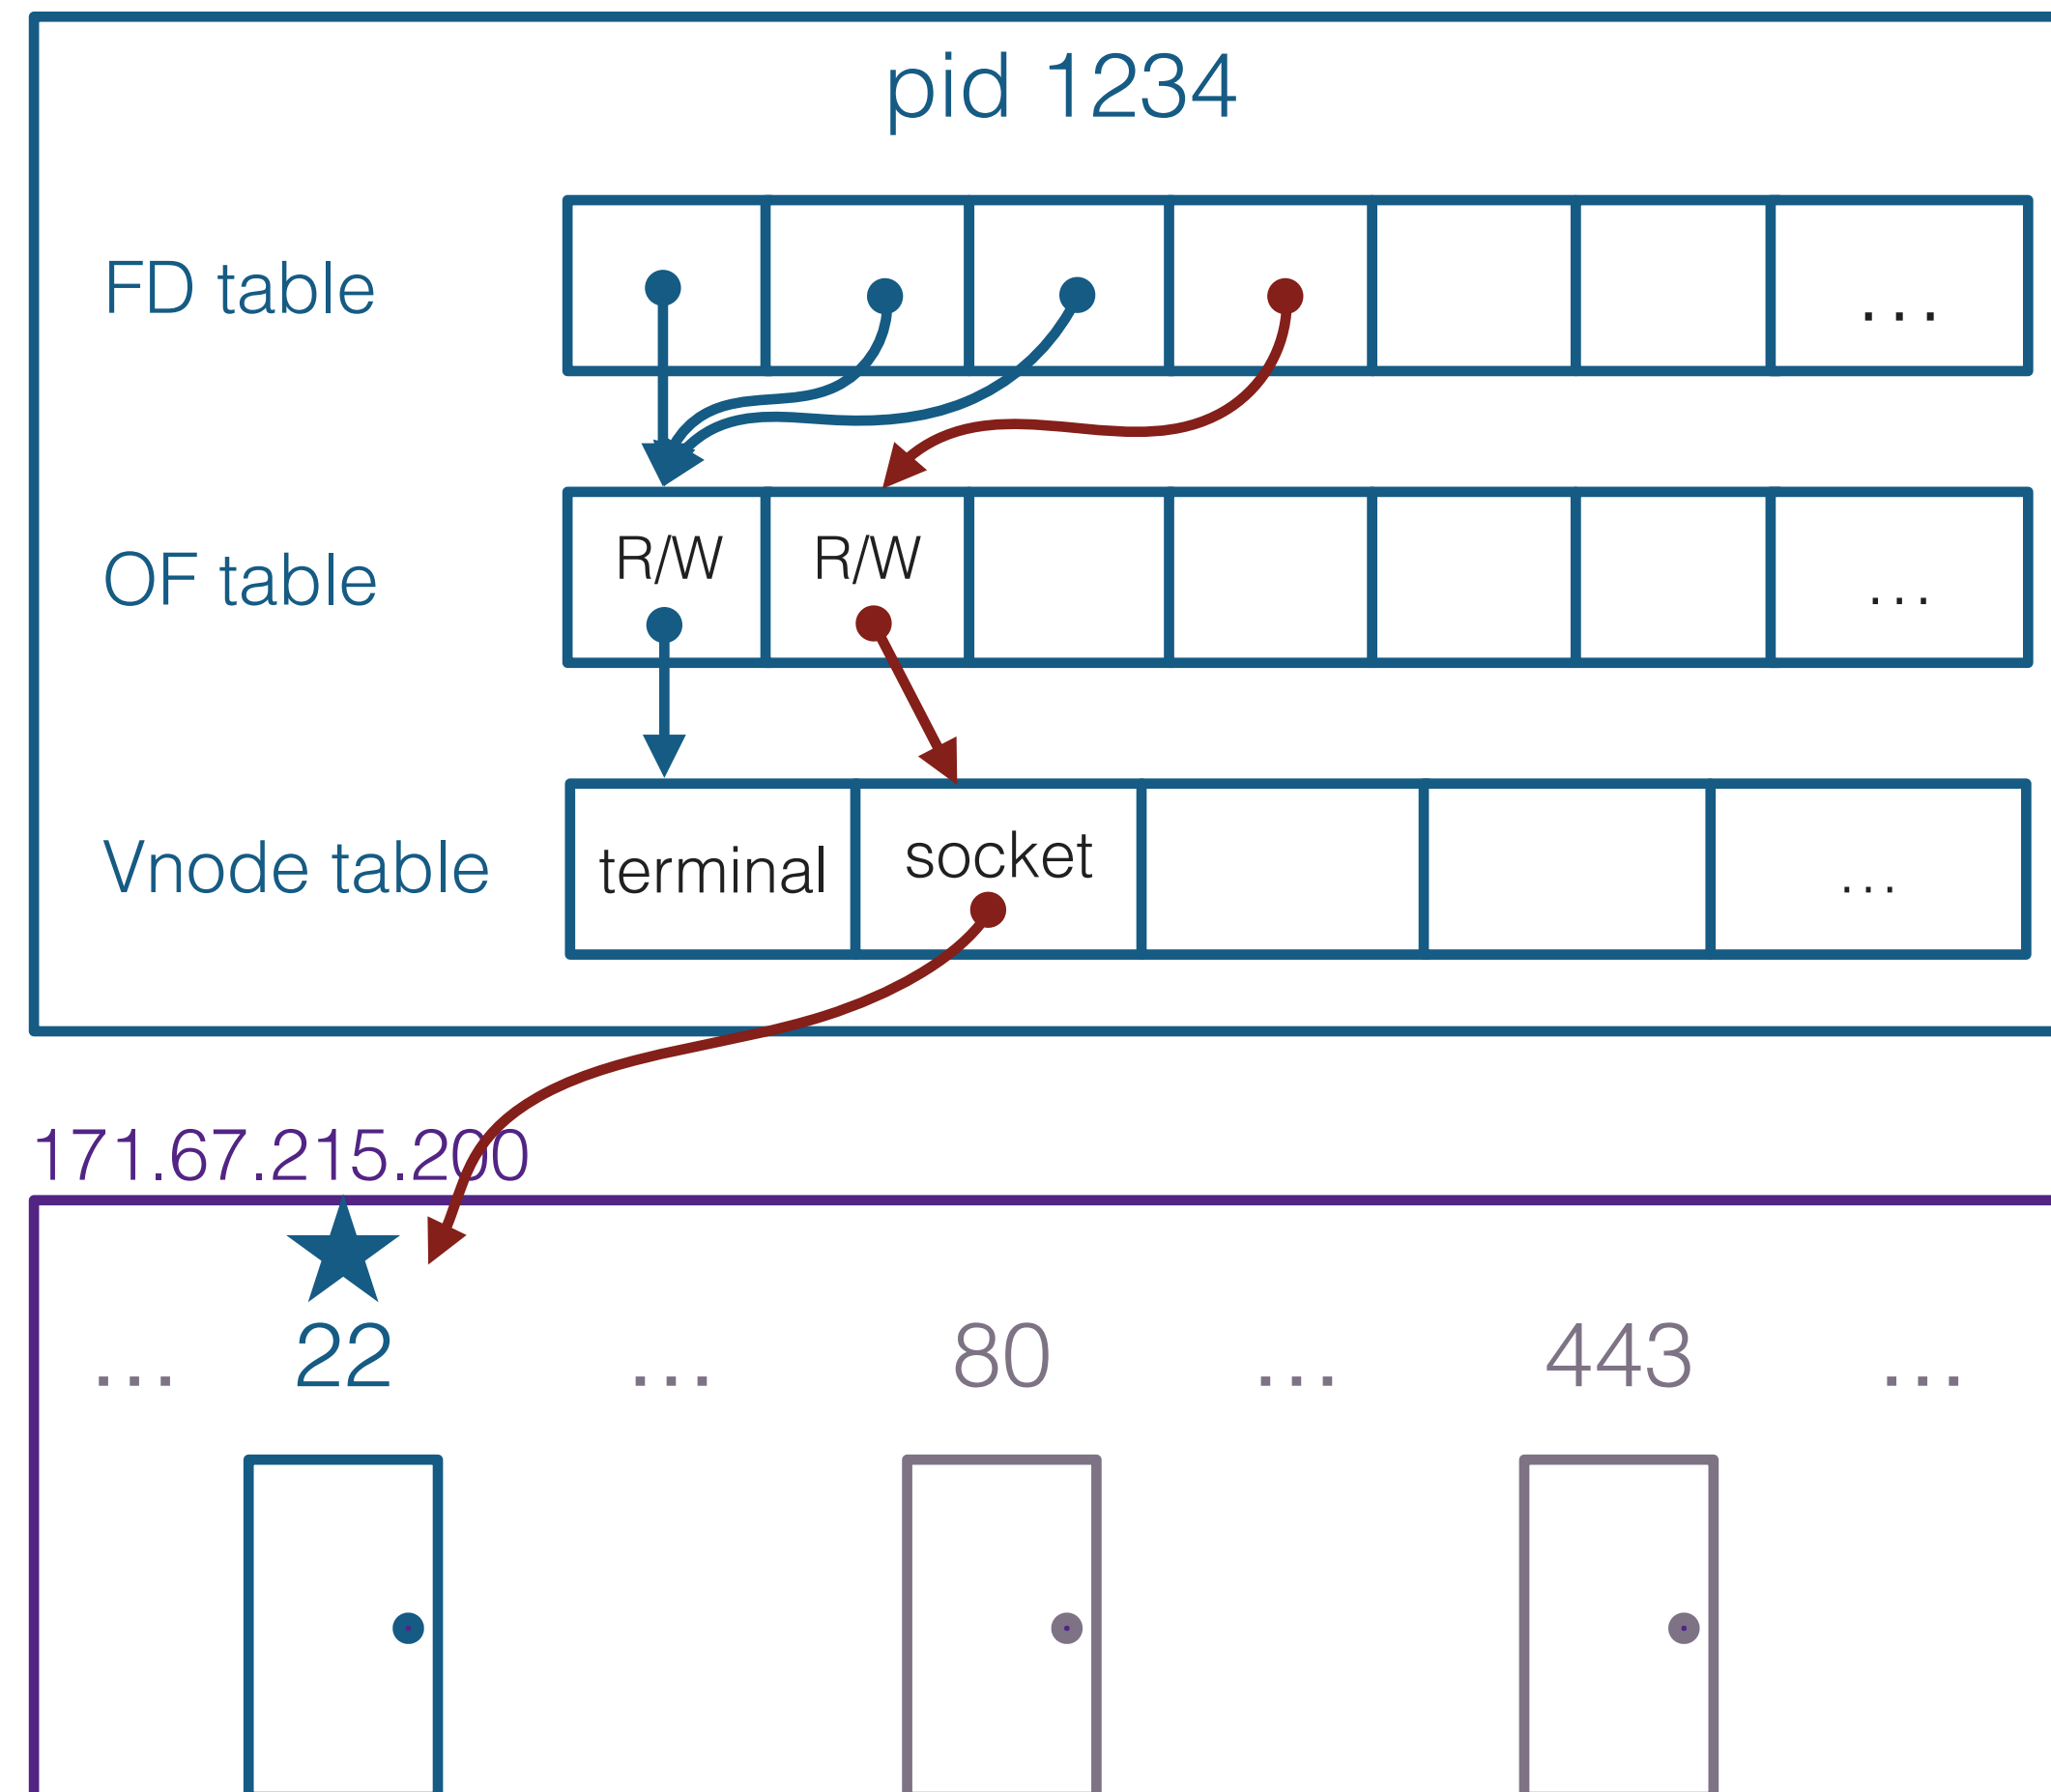 pid 1234
FD table
...
OF table
R/W R/W
...
Vnode table
terminal socket
...
171.67.215.200
... 22 ... 80 ... 443 ...